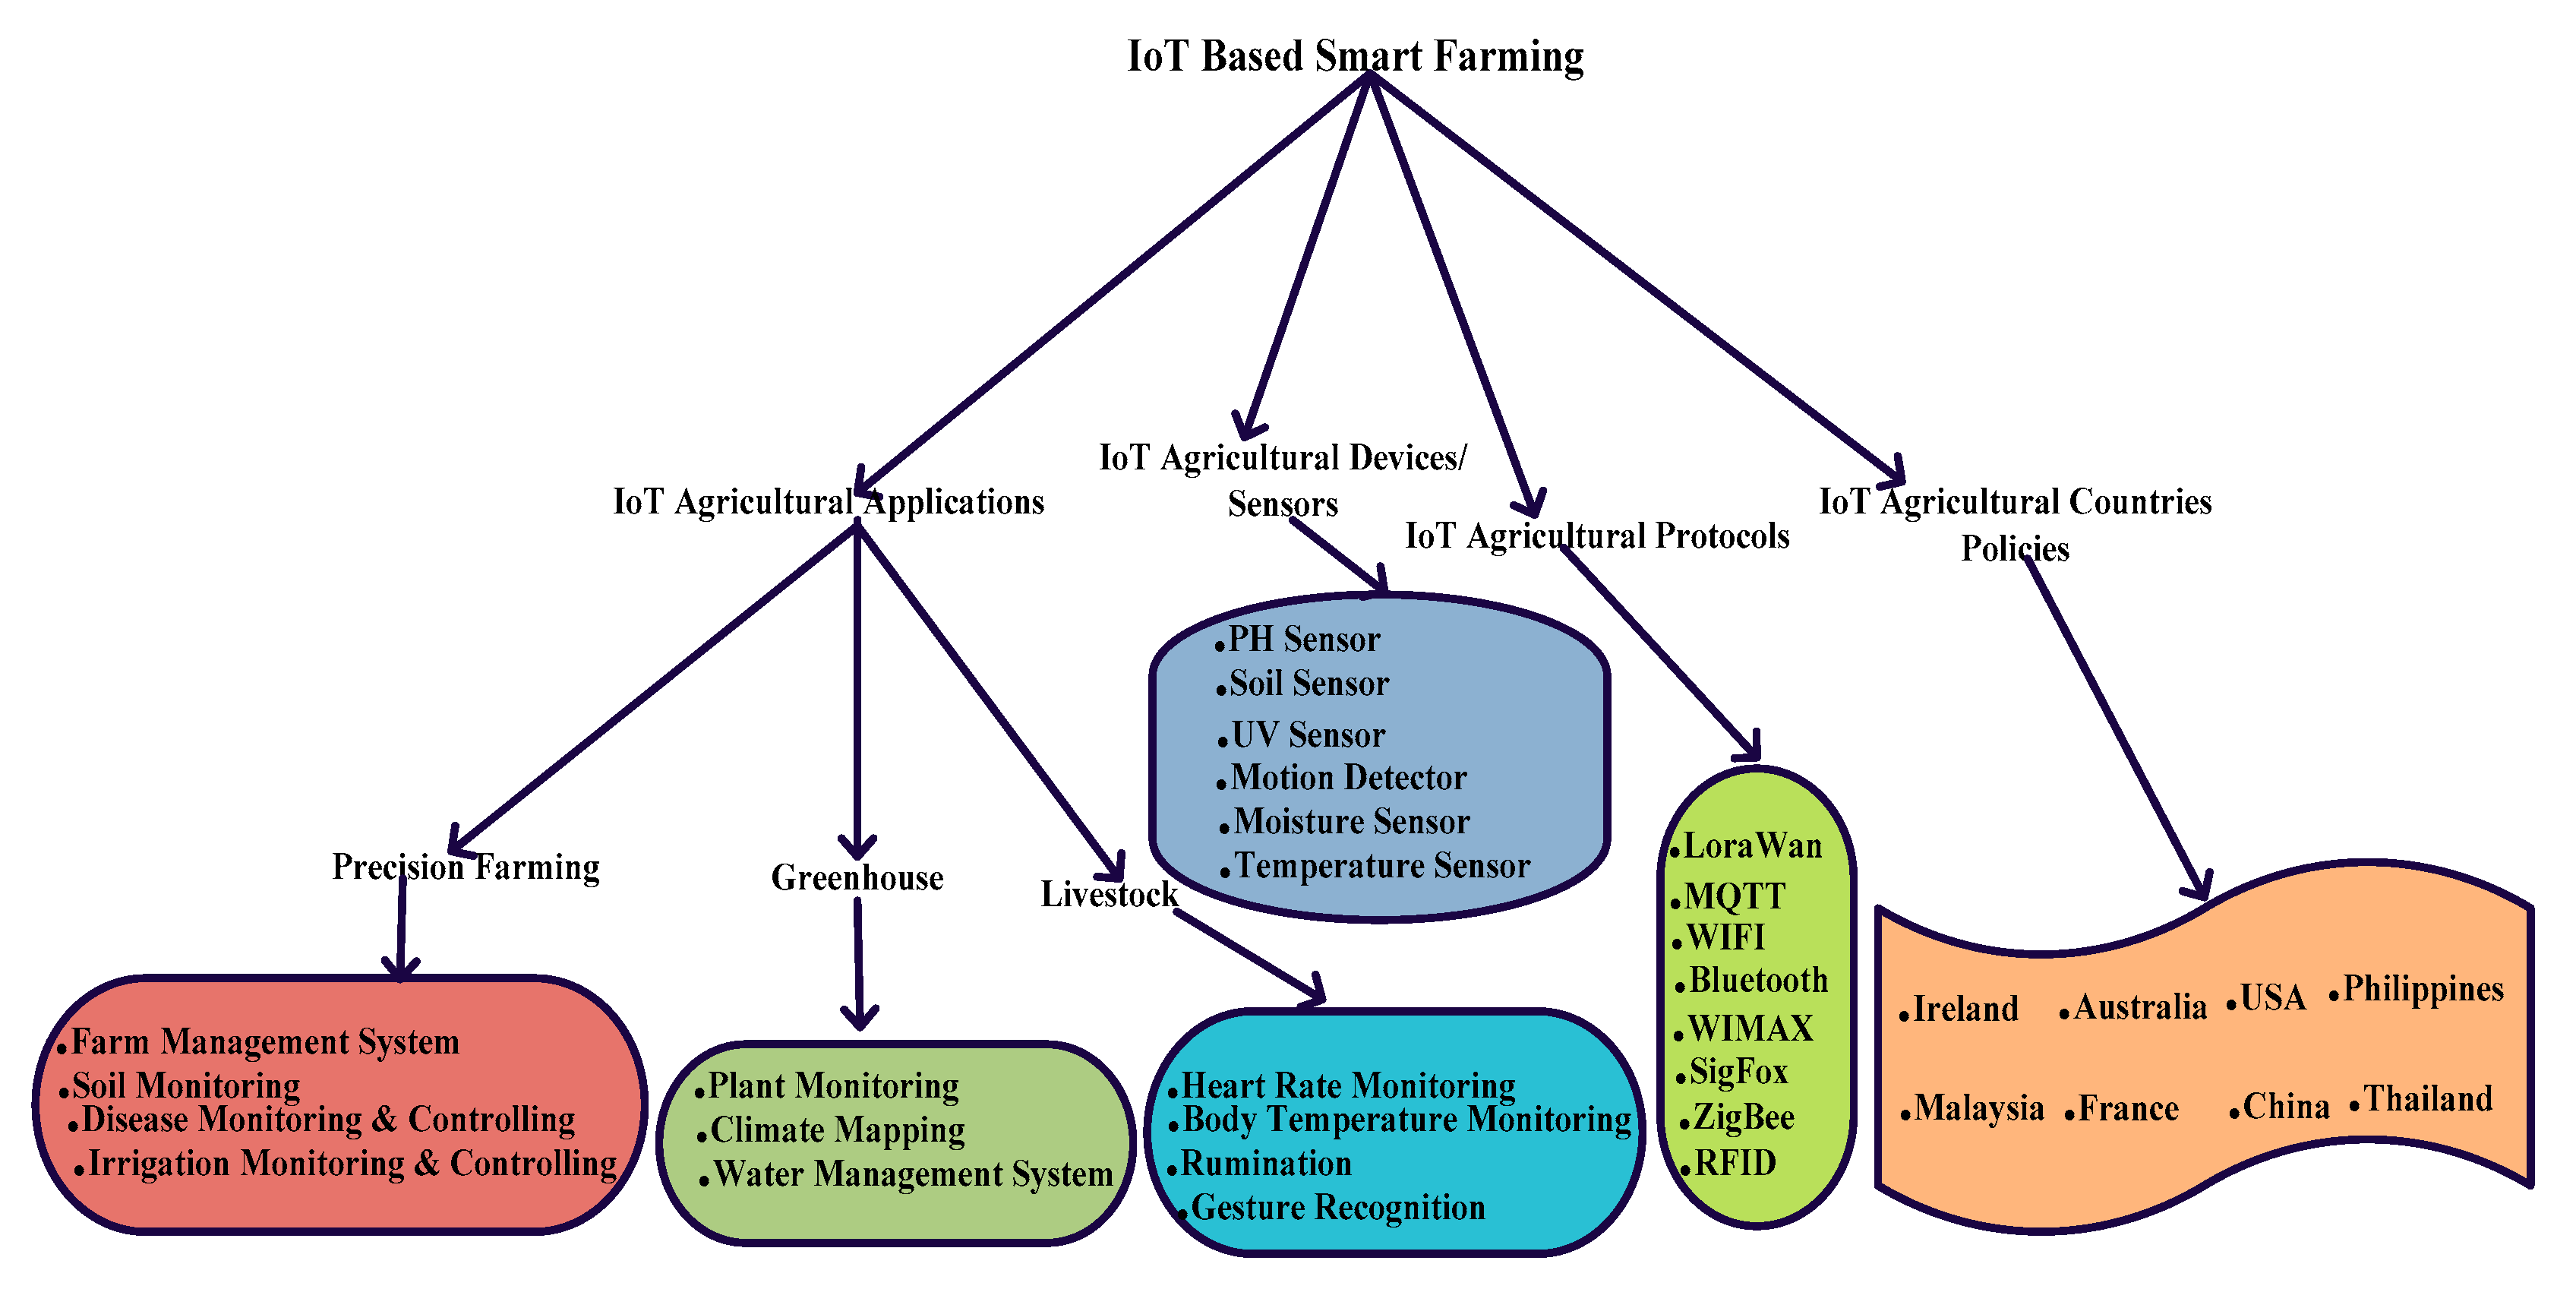 IoT Based Smart Farming
IoT Agricultural Applications
IoT Agricultural Devices/
Sensors
IoT Agricultural Protocols
IoT Agricultural Countries
Policies
Precision Farming
Greenhouse
Livestock
.Farm Management System
.Soil Monitoring
.Disease Monitoring & Controlling
.Irrigation Monitoring & Controlling
.Plant Monitoring
.Climate Mapping
.Water Management System
.Heart Rate Monitoring
.Body Temperature Monitoring
.Rumination
.Gesture Recognition
.PH Sensor
.Soil Sensor
.UV Sensor
.Motion Detector
.Moisture Sensor
.Temperature Sensor
.LoraWan
.MQTT
.WIFI
.Bluetooth
.WIMAX
.SigFox
.ZigBee
.RFID
.Ireland .Australia .USA .Philippines
.Malaysia .France .China .Thailand